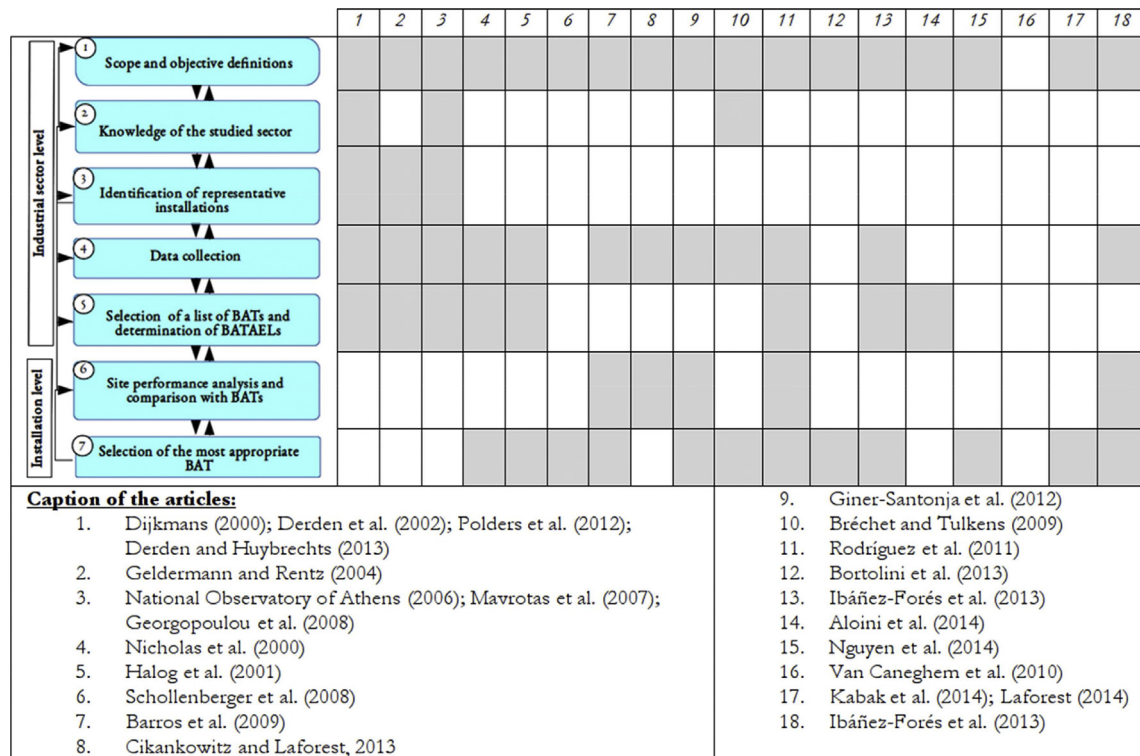 1 2 3 4 5 6 7 8 9 10 11 12 13 14 15 16 17 18
Industrial sector level
1
Scope and objective definitions
2
Knowledge of the studied sector
3
Identification of representative
installations
4
Data collection
5
Selection of a list of BATs and
determination of BATAELs
Installation level
6
Site performance analysis and
comparison with BATs
7
Selection of the most appropriate
BAT
Caption of the articles:
1. Dijkmans (2000); Derden et al. (2002); Polders et al. (2012);
Derden and Huybrechts (2013)
2. Geldermann and Rentz (2004)
3. National Observatory of Athens (2006); Mavrotas et al. (2007);
Georgopoulou et al. (2008)
4. Nicholas et al. (2000)
5. Halog et al. (2001)
6. Schollenberger et al. (2008)
7. Barros et al. (2009)
8. Cikankowitz and Laforest, 2013
9. Giner-Santonja et al. (2012)
10. Bréchet and Tulkens (2009)
11. Rodríguez et al. (2011)
12. Bortolini et al. (2013)
13. Ibáñez-Forés et al. (2013)
14. Aloini et al. (2014)
15. Nguyen et al. (2014)
16. Van Caneghem et al. (2010)
17. Kabak et al. (2014); Laforest (2014)
18. Ibáñez-Forés et al. (2013)